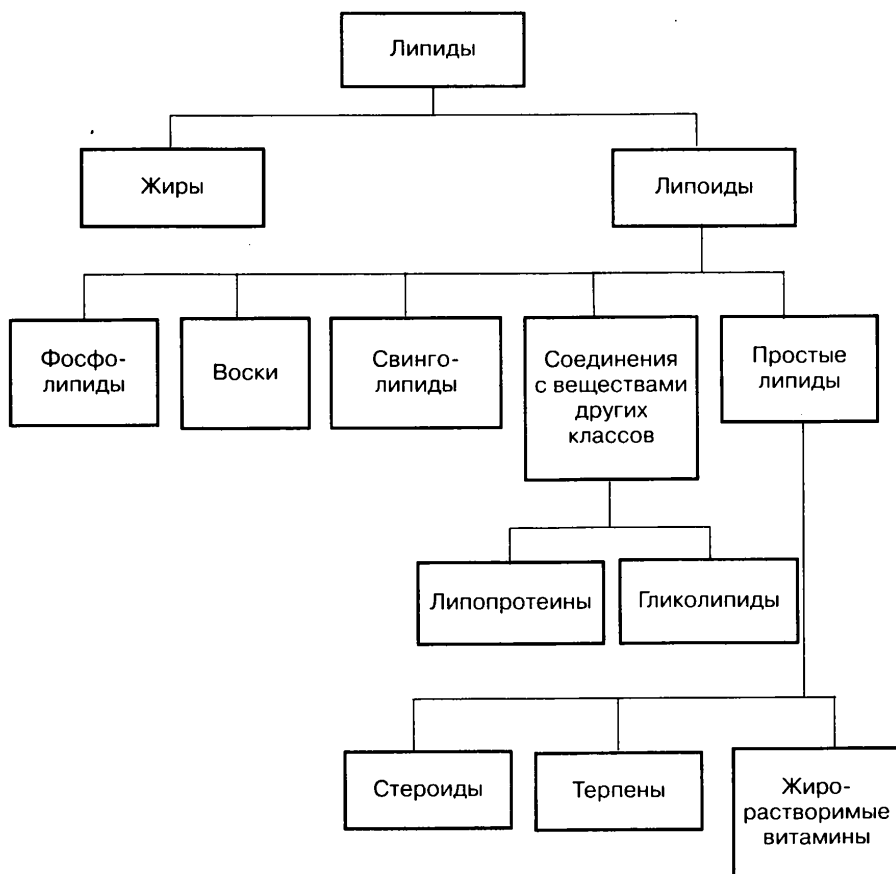 Липиды
Жиры
Липоиды
Фосфо-
липиды
Воски
Свинго-
липиды
Соединения
с веществами
других
классов
Простые
липиды
Липопротеины
Гликолипиды
Стероиды
Терпены
Жиро-
растворимые
витамины